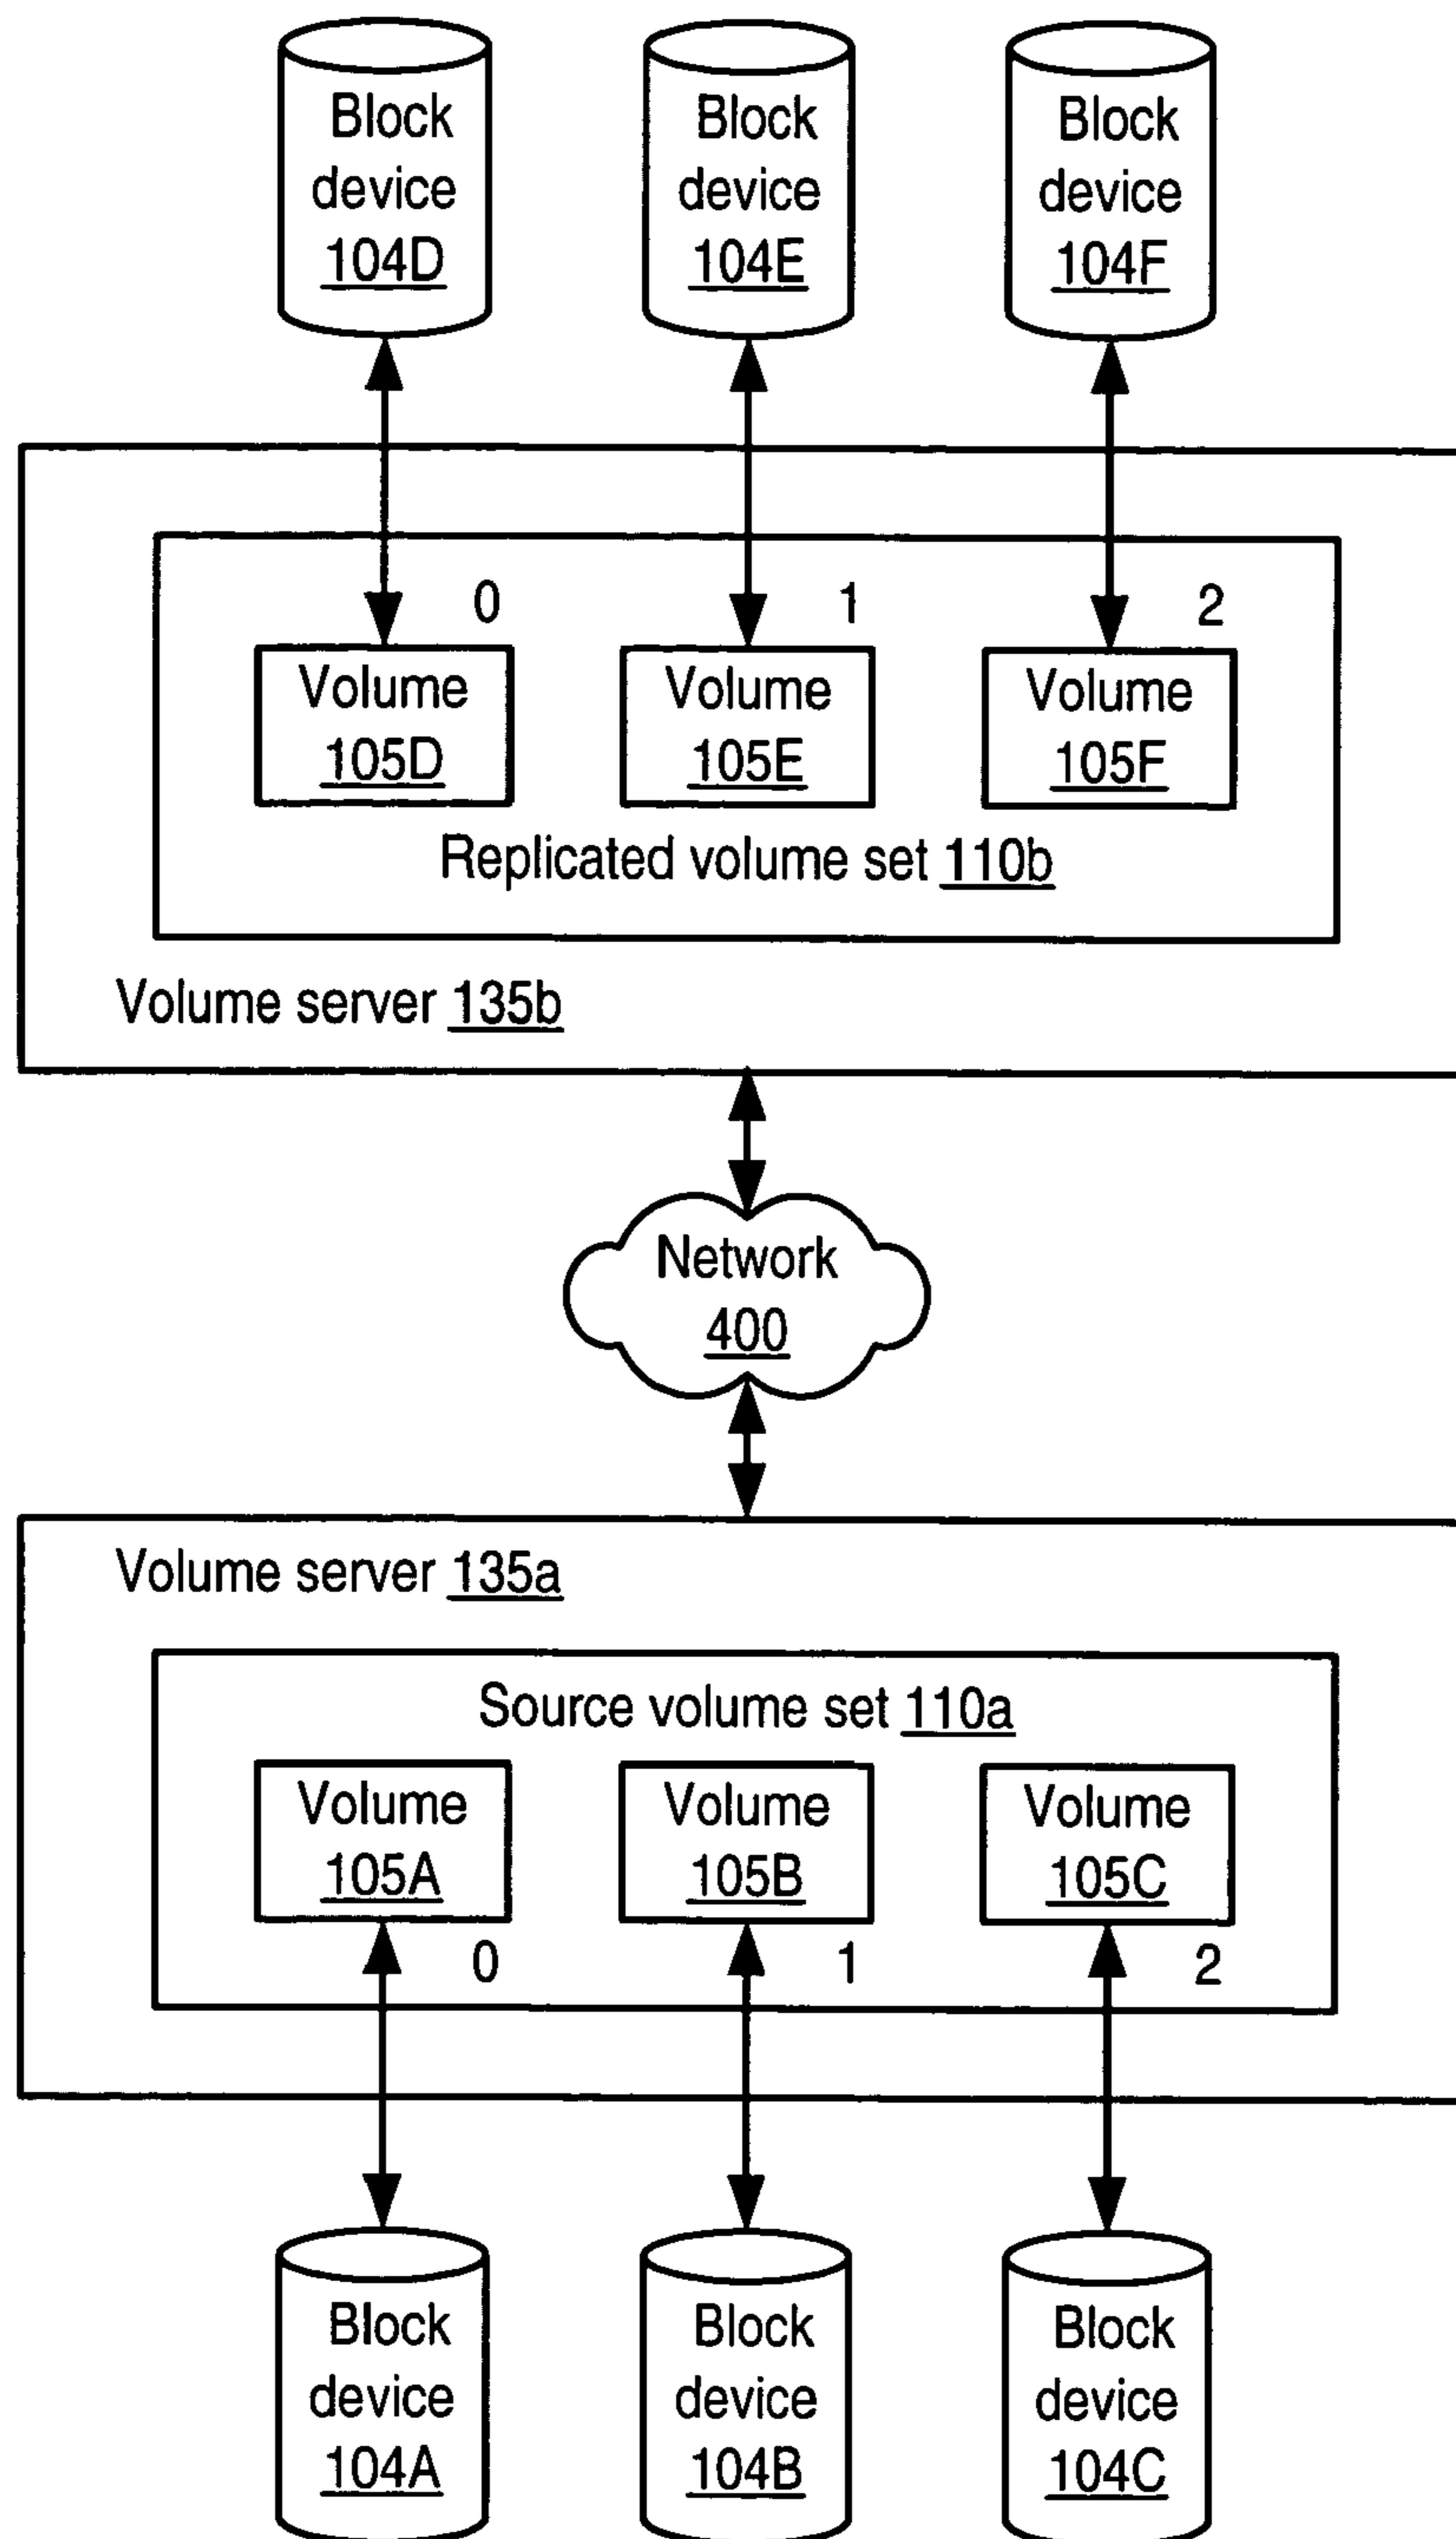 Block
device
104D
Block
device
104E
Block
device
104F
0
1
2
Volume
105D
Volume
105E
Volume
105F
Replicated volume set 110b
Volume server 135b
Network
400
Volume server 135a
Source volume set 110a
Volume
105A
Volume
105B
Volume
105C
0
1
2
Block
device
104A
Block
device
104B
Block
device
104C